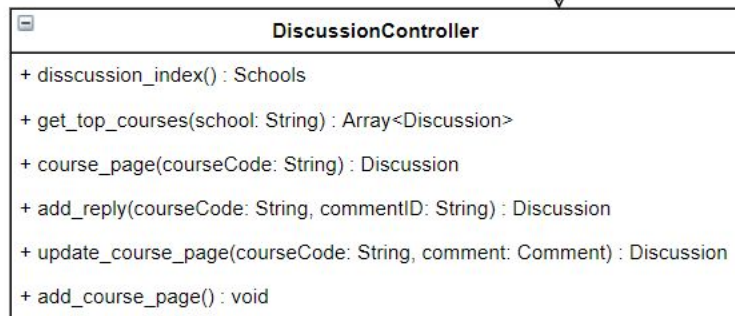 DiscussionController
+ disscussion_index() : Schools
+ get_top_courses(school: String) : Array<Discussion>
+ course_page(courseCode: String) : Discussion
+ add_reply(courseCode: String, commentID: String) : Discussion
+ update_course_page(courseCode: String, comment: Comment) : Discussion
+ add_course_page() : void